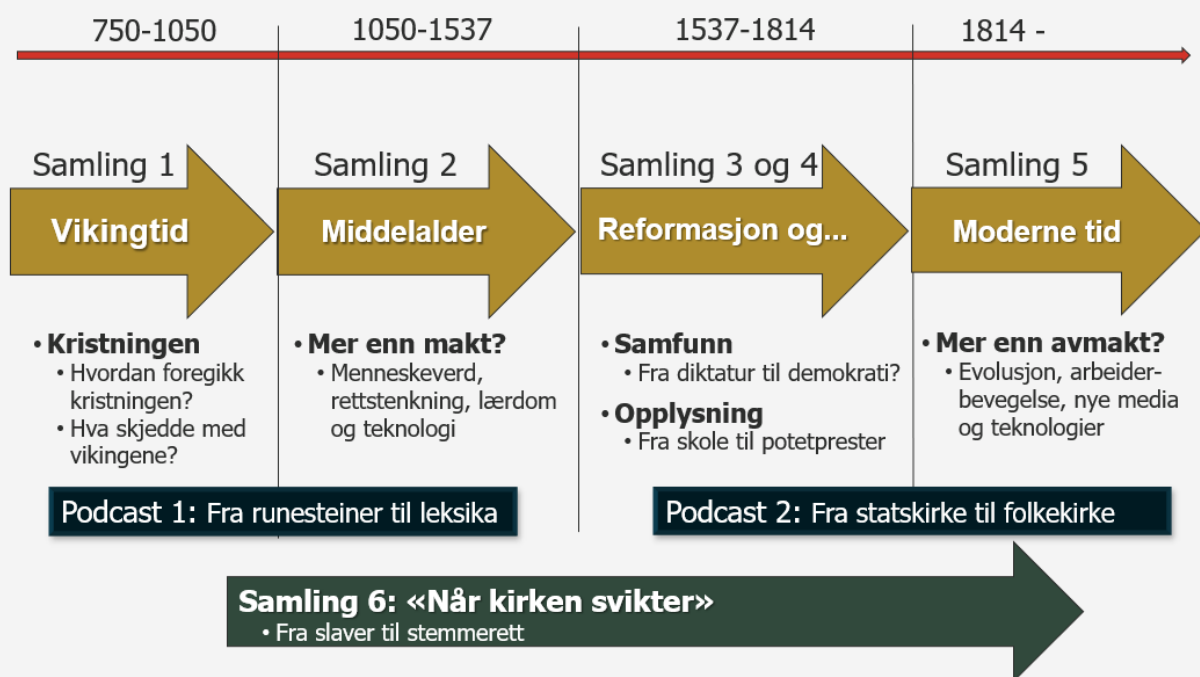 750-1050
1050-1537
1537-1814
1814 -
Samling 1
Vikingtid
• Kristningen
• Hvordan foregikk
kristningen?
• Hva skjedde med
vikingene?
Samling 2
Middelalder
• Mer enn makt?
• Menneskeverd,
rettstenkning, lærdom
og teknologi
Samling 3 og 4
Reformasjon og...
• Samfunn
• Fra diktatur til demokrati?
• Opplysning
• Fra skole til potetprester
Samling 5
Moderne tid
• Mer enn avmakt?
• Evolusjon, arbeider-
bevegelse, nye media
og teknologier
Podcast 1: Fra runesteiner til leksika
Podcast 2: Fra statskirke til folkekirke
Samling 6: «Når kirken svikter»
• Fra slaver til stemmerett